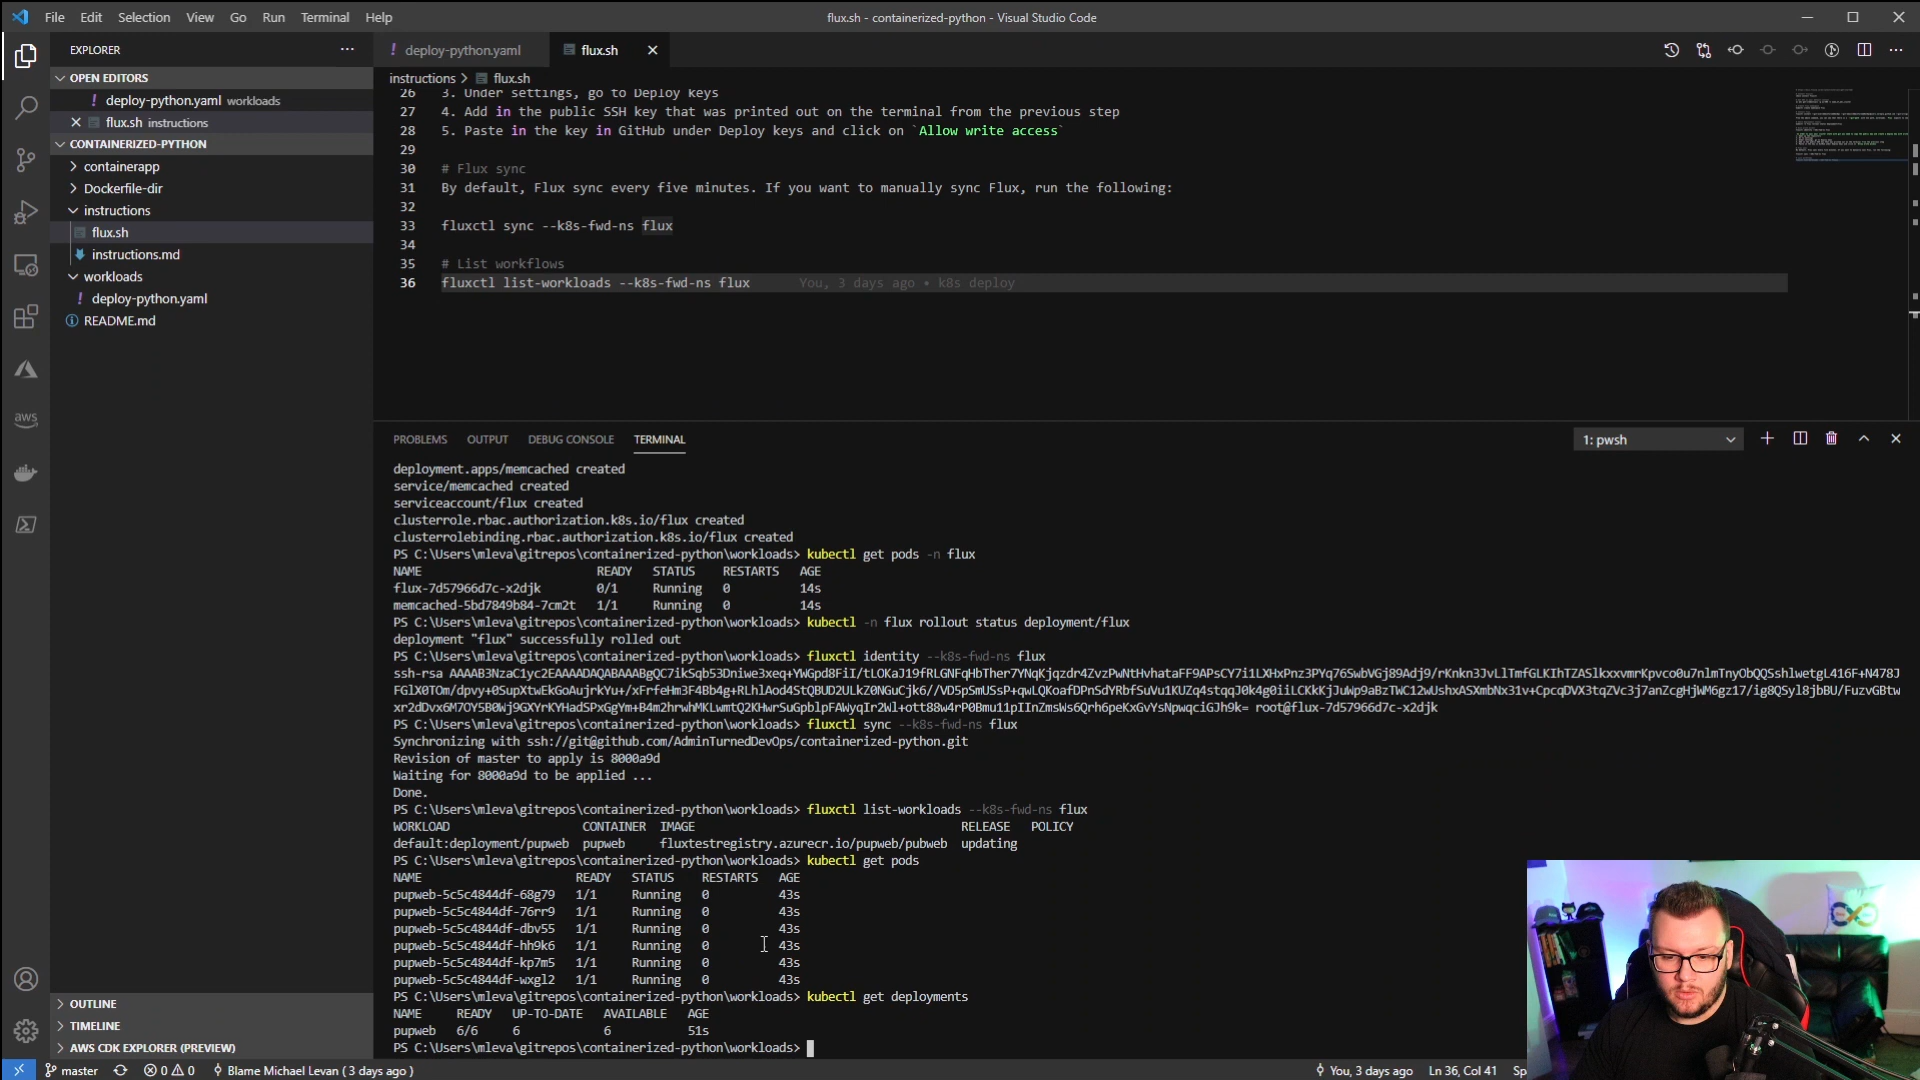 File Edit Selection View Go Run Terminal Help
flux.sh - containerized-python - Visual Studio Code
EXPLORER
OPEN EDITORS
deploy-python.yaml workloads
flux.sh instructions
CONTAINERIZED-PYTHON
containerapp
Dockerfile-dir
instructions
flux.sh
instructions.md
workloads
deploy-python.yaml
README.md
OUTLINE
TIMELINE
AWS CDK EXPLORER (PREVIEW)
aws
deploy-python.yaml
flux.sh
instructions > flux.sh
26 3. Under settings, go to Deploy keys
27 4. Add in the public SSH key that was printed out on the terminal from the previous step
28 5. Paste in the key in GitHub under Deploy keys and click on `Allow write access`
29
30 # Flux sync
31 By default, Flux sync every five minutes. If you want to manually sync Flux, run the following:
32
33 fluxctl sync --k8s-fwd-ns flux
34
35 # List workflows
36 fluxctl list-workloads --k8s-fwd-ns flux You, 3 days ago • k8s deploy
PROBLEMS OUTPUT DEBUG CONSOLE TERMINAL
1: pwsh
deployment.apps/memcached created
service/memcached created
serviceaccount/flux created
clusterrole.rbac.authorization.k8s.io/flux created
clusterrolebinding.rbac.authorization.k8s.io/flux created
PS C:\Users\mleva\gitrepos\containerized-python\workloads> kubectl get pods -n flux
NAME READY STATUS RESTARTS AGE
flux-7d57966d7c-x2djk 0/1 Running 0 14s
memcached-5bd7849b84-7cm2t 1/1 Running 0 14s
PS C:\Users\mleva\gitrepos\containerized-python\workloads> kubectl -n flux rollout status deployment/flux
deployment "flux" successfully rolled out
PS C:\Users\mleva\gitrepos\containerized-python\workloads> fluxctl identity --k8s-fwd-ns flux
ssh-rsa
root@flux-7d57966d7c-x2djk
PS C:\Users\mleva\gitrepos\containerized-python\workloads> fluxctl sync --k8s-fwd-ns flux
Synchronizing with ssh://git@github.com/AdminTurnedDevOps/containerized-python.git
Revision of master to apply is 8000a9d
Waiting for 8000a9d to be applied ...
Done.
PS C:\Users\mleva\gitrepos\containerized-python\workloads> fluxctl list-workloads --k8s-fwd-ns flux
WORKLOAD CONTAINER IMAGE RELEASE POLICY
default:deployment/pupweb pupweb fluxtestregistry.azurecr.io/pupweb/pubweb updating
PS C:\Users\mleva\gitrepos\containerized-python\workloads> kubectl get pods
NAME READY STATUS RESTARTS AGE
pupweb-5c5c4844df-68g79 1/1 Running 0 43s
pupweb-5c5c4844df-76rr9 1/1 Running 0 43s
pupweb-5c5c4844df-dbv55 1/1 Running 0 43s
pupweb-5c5c4844df-hh9k6 1/1 Running 0 43s
pupweb-5c5c4844df-kp7m5 1/1 Running 0 43s
pupweb-5c5c4844df-wxgl2 1/1 Running 0 43s
PS C:\Users\mleva\gitrepos\containerized-python\workloads> kubectl get deployments
NAME READY UP-TO-DATE AVAILABLE AGE
pupweb 6/6 6 6 51s
PS C:\Users\mleva\gitrepos\containerized-python\workloads>
master 0 0 Blame Michael Levan ( 3 days ago ) You, 3 days ago Ln 36, Col 41